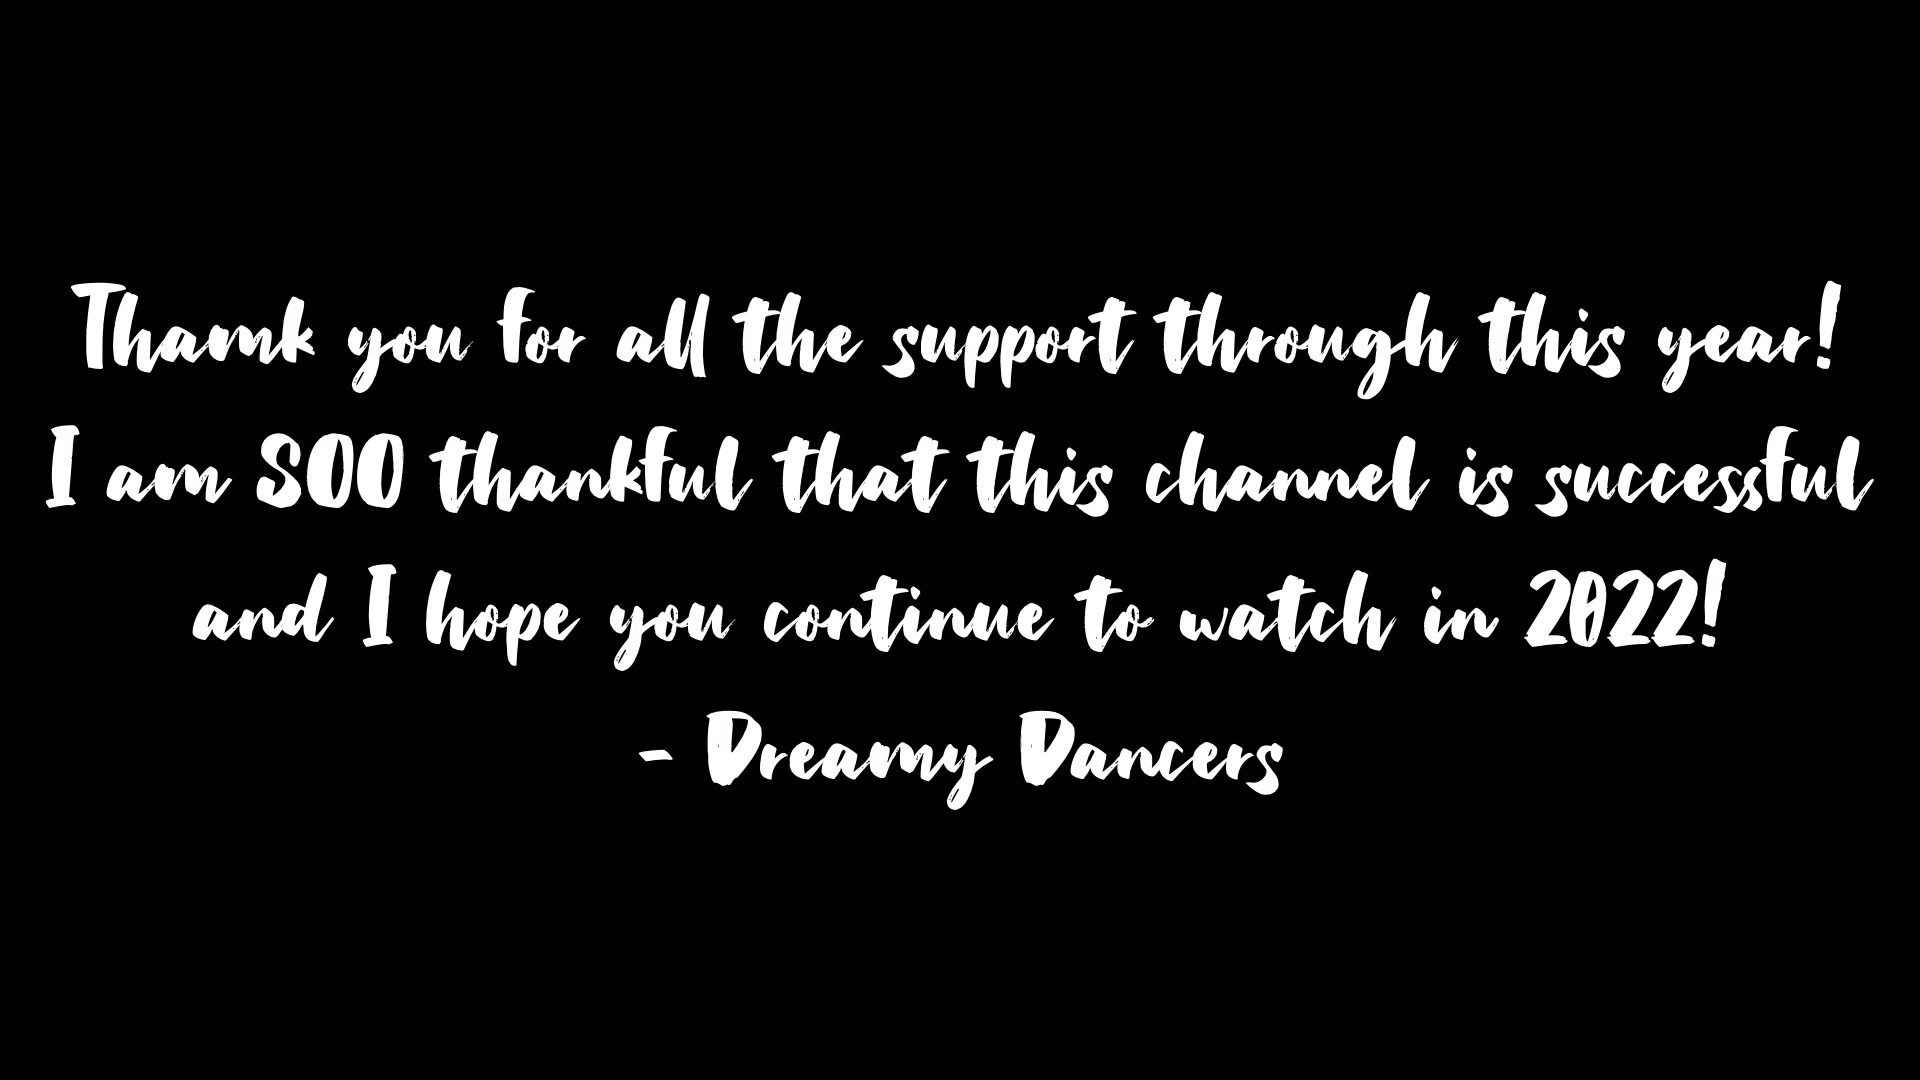 Thamk you for all the support through this year!
I am SOO thankful that this channel is successful
and I hope you continue to watch in 2022!
- Dreamy Dancers